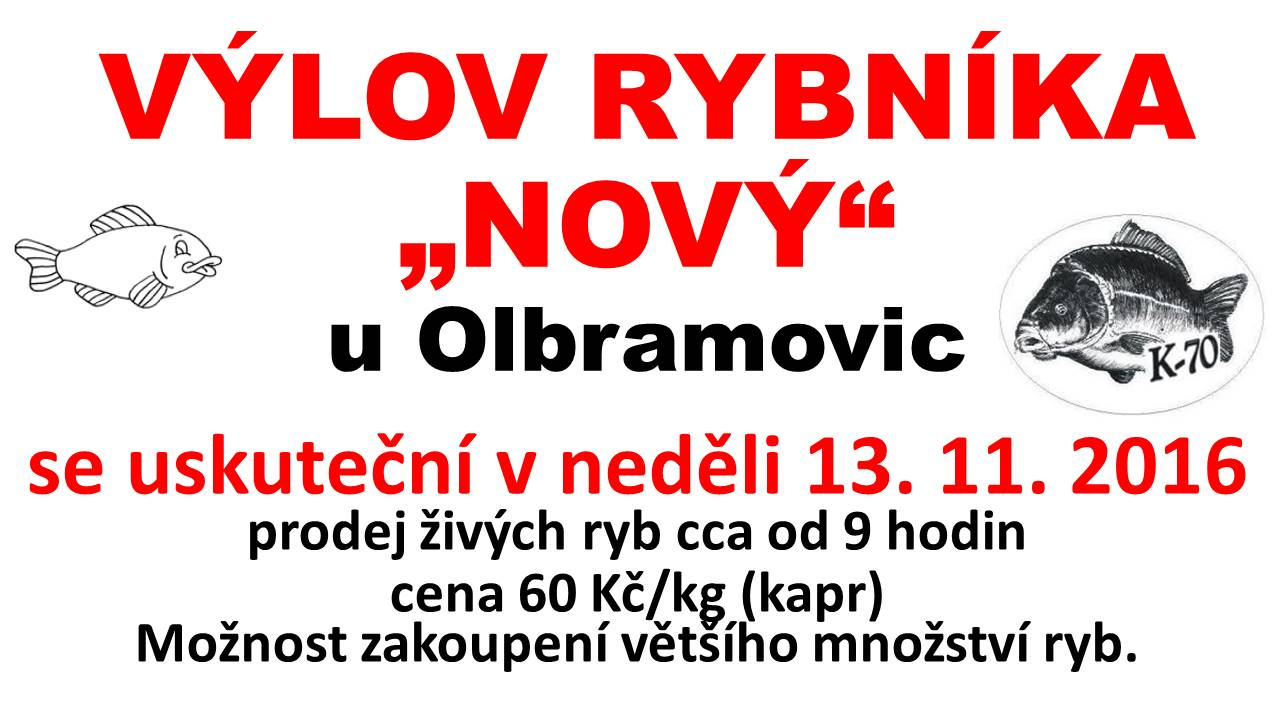 VÝLOV RYBNÍKA
„NOVÝ“
u Olbramovic
K-70
se uskuteční v neděli 13. 11. 2016
prodej živých ryb cca od 9 hodin
cena 60 Kč/kg (kapr)
Možnost zakoupení většího množství ryb.